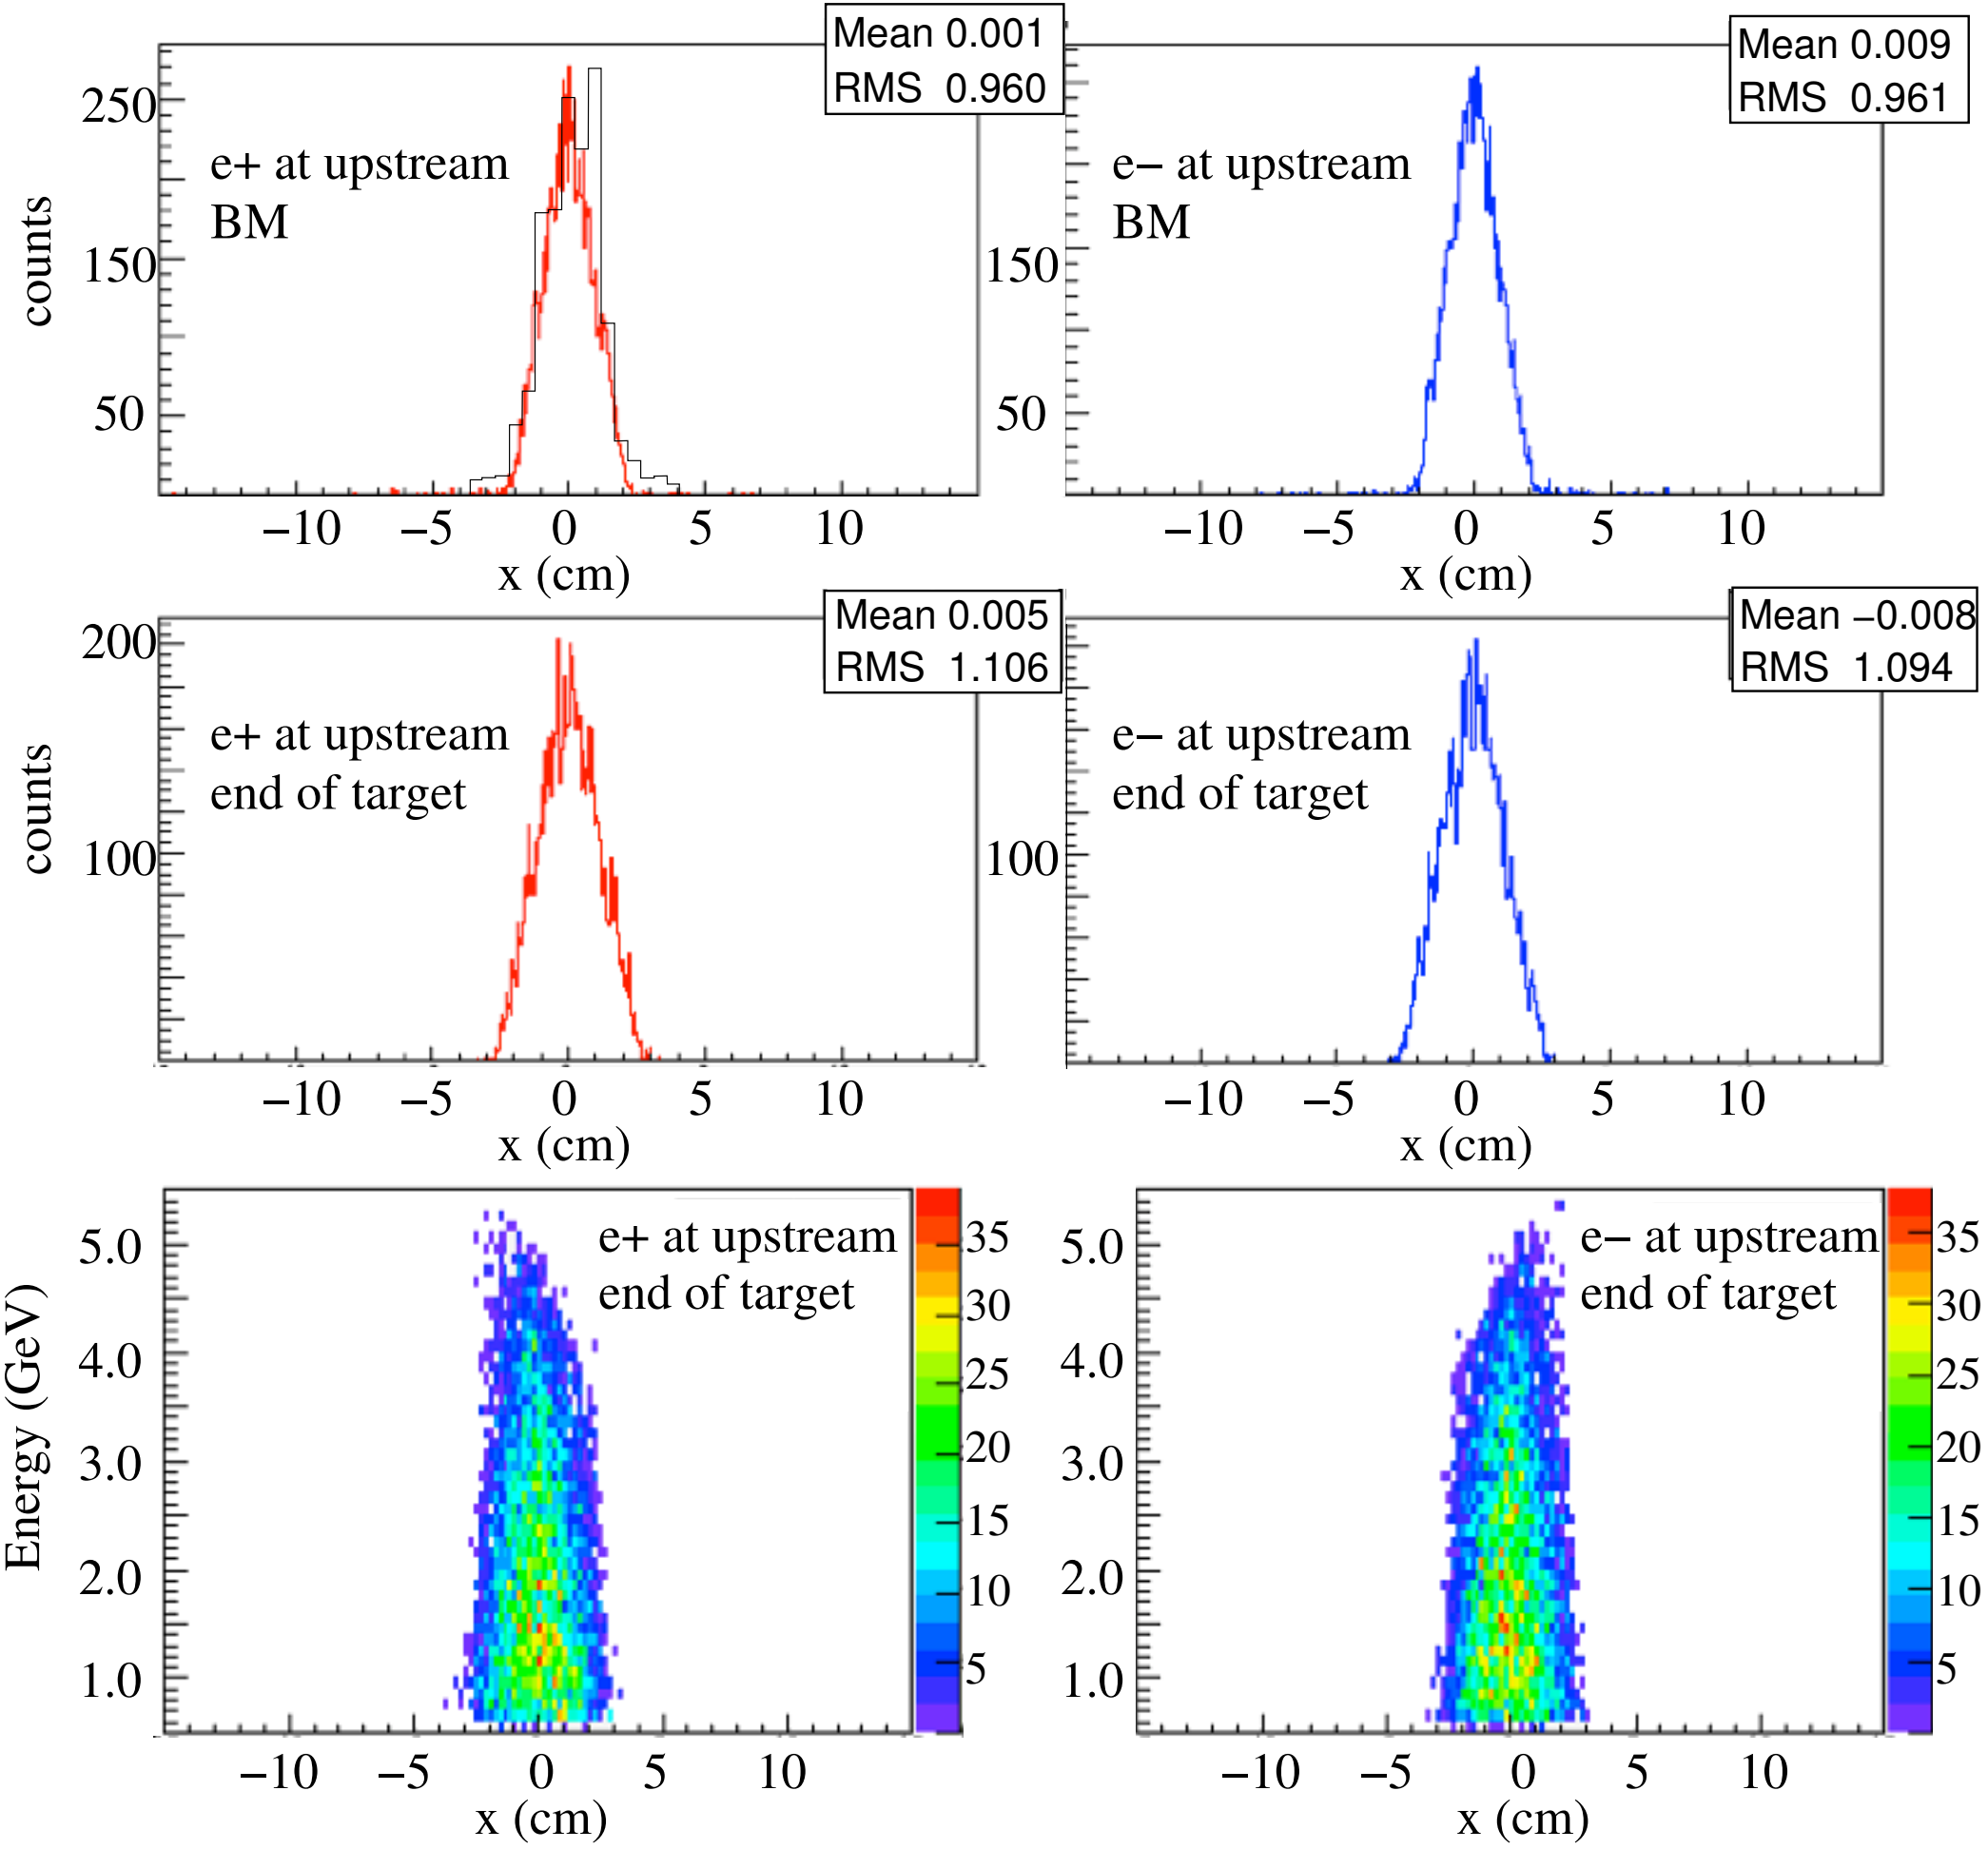 Mean 0.001
RMS 0.960
Mean 0.009
RMS 0.961
250
150
50
counts
e+ at upstream
BM
−10 −5 0 5 10
x (cm)
150
50
e− at upstream
BM
−10 −5 0 5 10
x (cm)
Mean 0.005
RMS 1.106
Mean −0.008
RMS 1.094
200
100
counts
e+ at upstream
end of target
−10 −5 0 5 10
x (cm)
100
e− at upstream
end of target
−10 −5 0 5 10
x (cm)
5.0
4.0
3.0
2.0
1.0
Energy (GeV)
e+ at upstream
end of target
35
30
25
20
15
10
5
−10 −5 0 5 10
x (cm)
5.0
4.0
3.0
2.0
1.0
e− at upstream
end of target
35
30
25
20
15
10
5
−10 −5 0 5 10
x (cm)